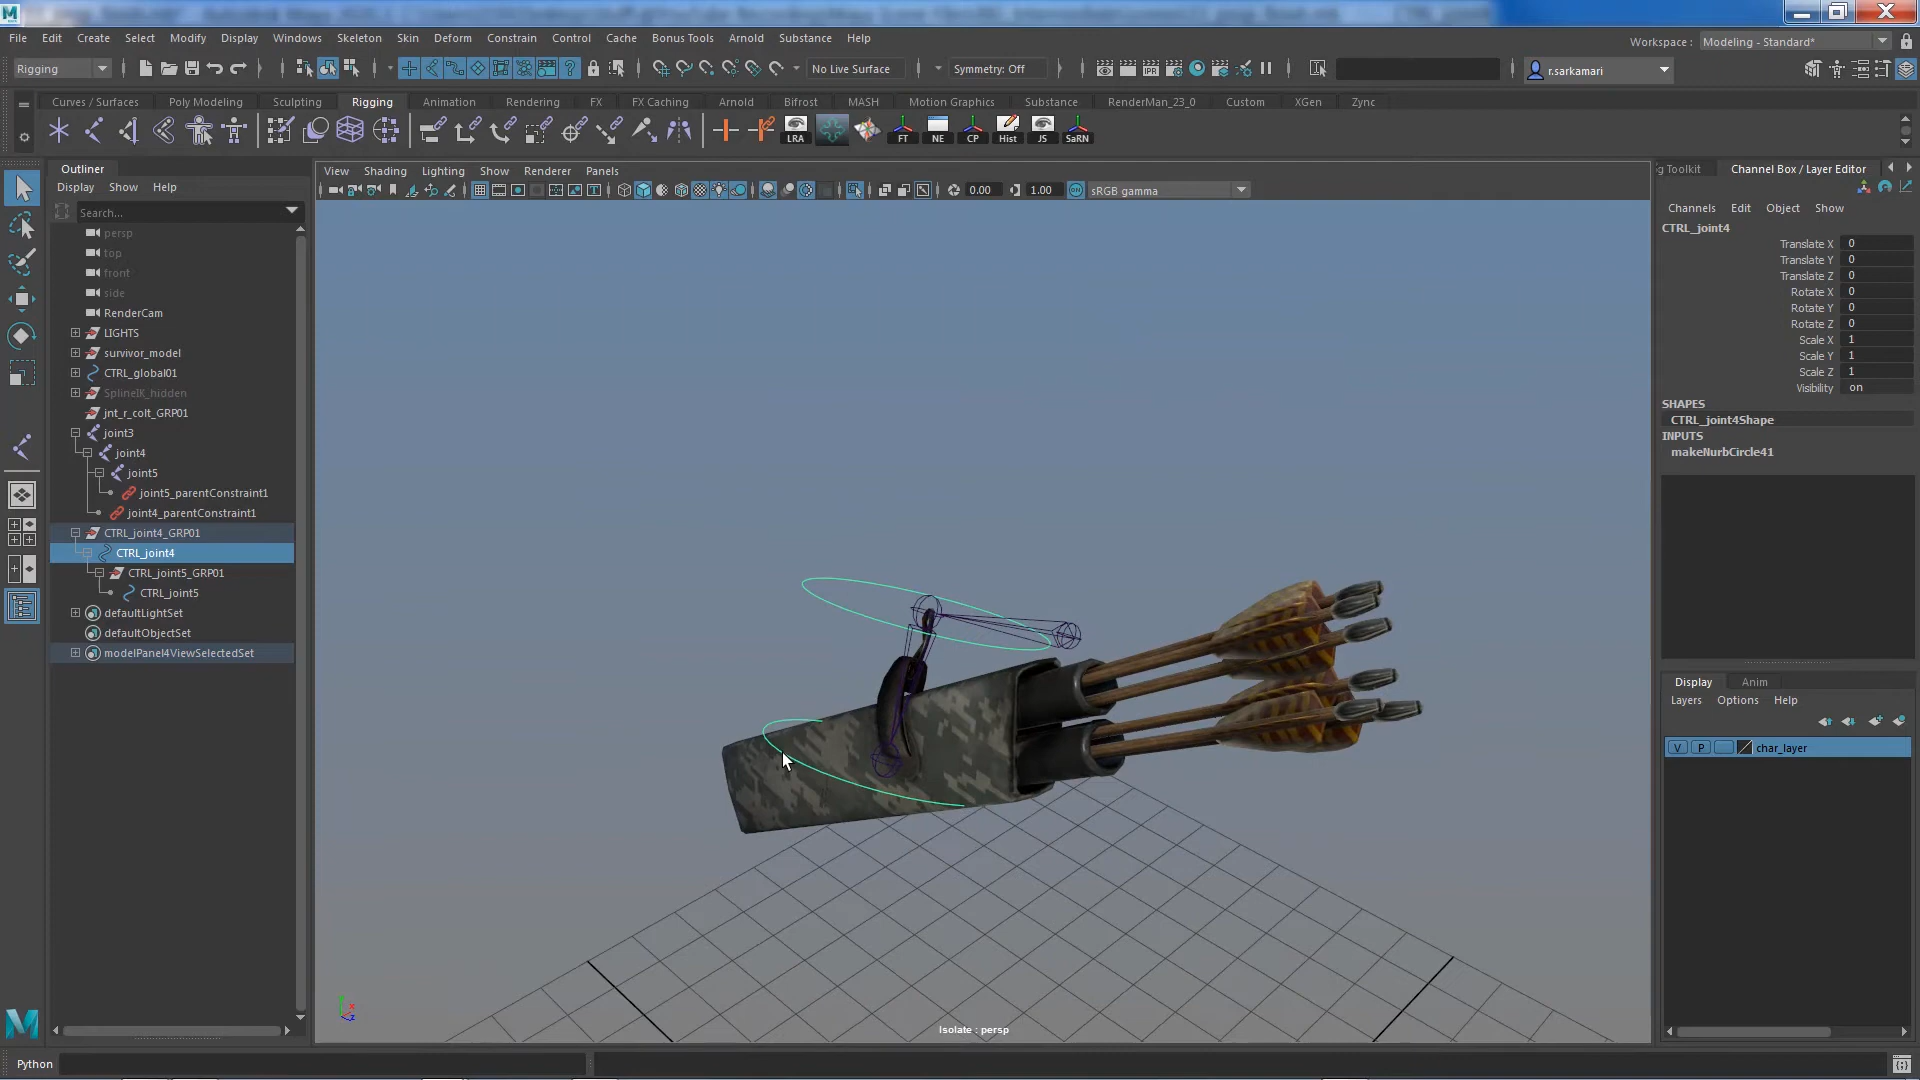 File Edit Create Select Modify Display Windows Skeleton Skin Deform Constrain Control Cache Bonus Tools Arnold Substance Help
Workspace : Modeling - Standard*
Rigging No Live Surface Symmetry: Off r.sarkamari
Curves / Surfaces Poly Modeling Sculpting Rigging Animation Rendering FX FX Caching Arnold Bifrost MASH Motion Graphics Substance RenderMan_23_0 Custom XGen Zync
LRA FT NE CP Hist JS SaRN
Outliner
Display Show Help
Search...
persp
top
front
side
RenderCam
LIGHTS
survivor_model
CTRL_global01
SplineIK_hidden
jnt_r_colt_GRP01
joint3
joint4
joint5
joint5_parentConstraint1
joint4_parentConstraint1
CTRL_joint4_GRP01
CTRL_joint4
CTRL_joint5_GRP01
CTRL_joint5
defaultLightSet
defaultObjectSet
modelPanel4ViewSelectedSet
View Shading Lighting Show Renderer Panels
0.00 1.00 ON sRGB gamma
Isolate : persp
g Toolkit Channel Box / Layer Editor
Channels Edit Object Show
CTRL_joint4
Translate X 0
Translate Y 0
Translate Z 0
Rotate X 0
Rotate Y 0
Rotate Z 0
Scale X 1
Scale Y 1
Scale Z 1
Visibility on
SHAPES
CTRL_joint4Shape
INPUTS
makeNurbCircle41
Display Anim
Layers Options Help
V P char_layer
Python